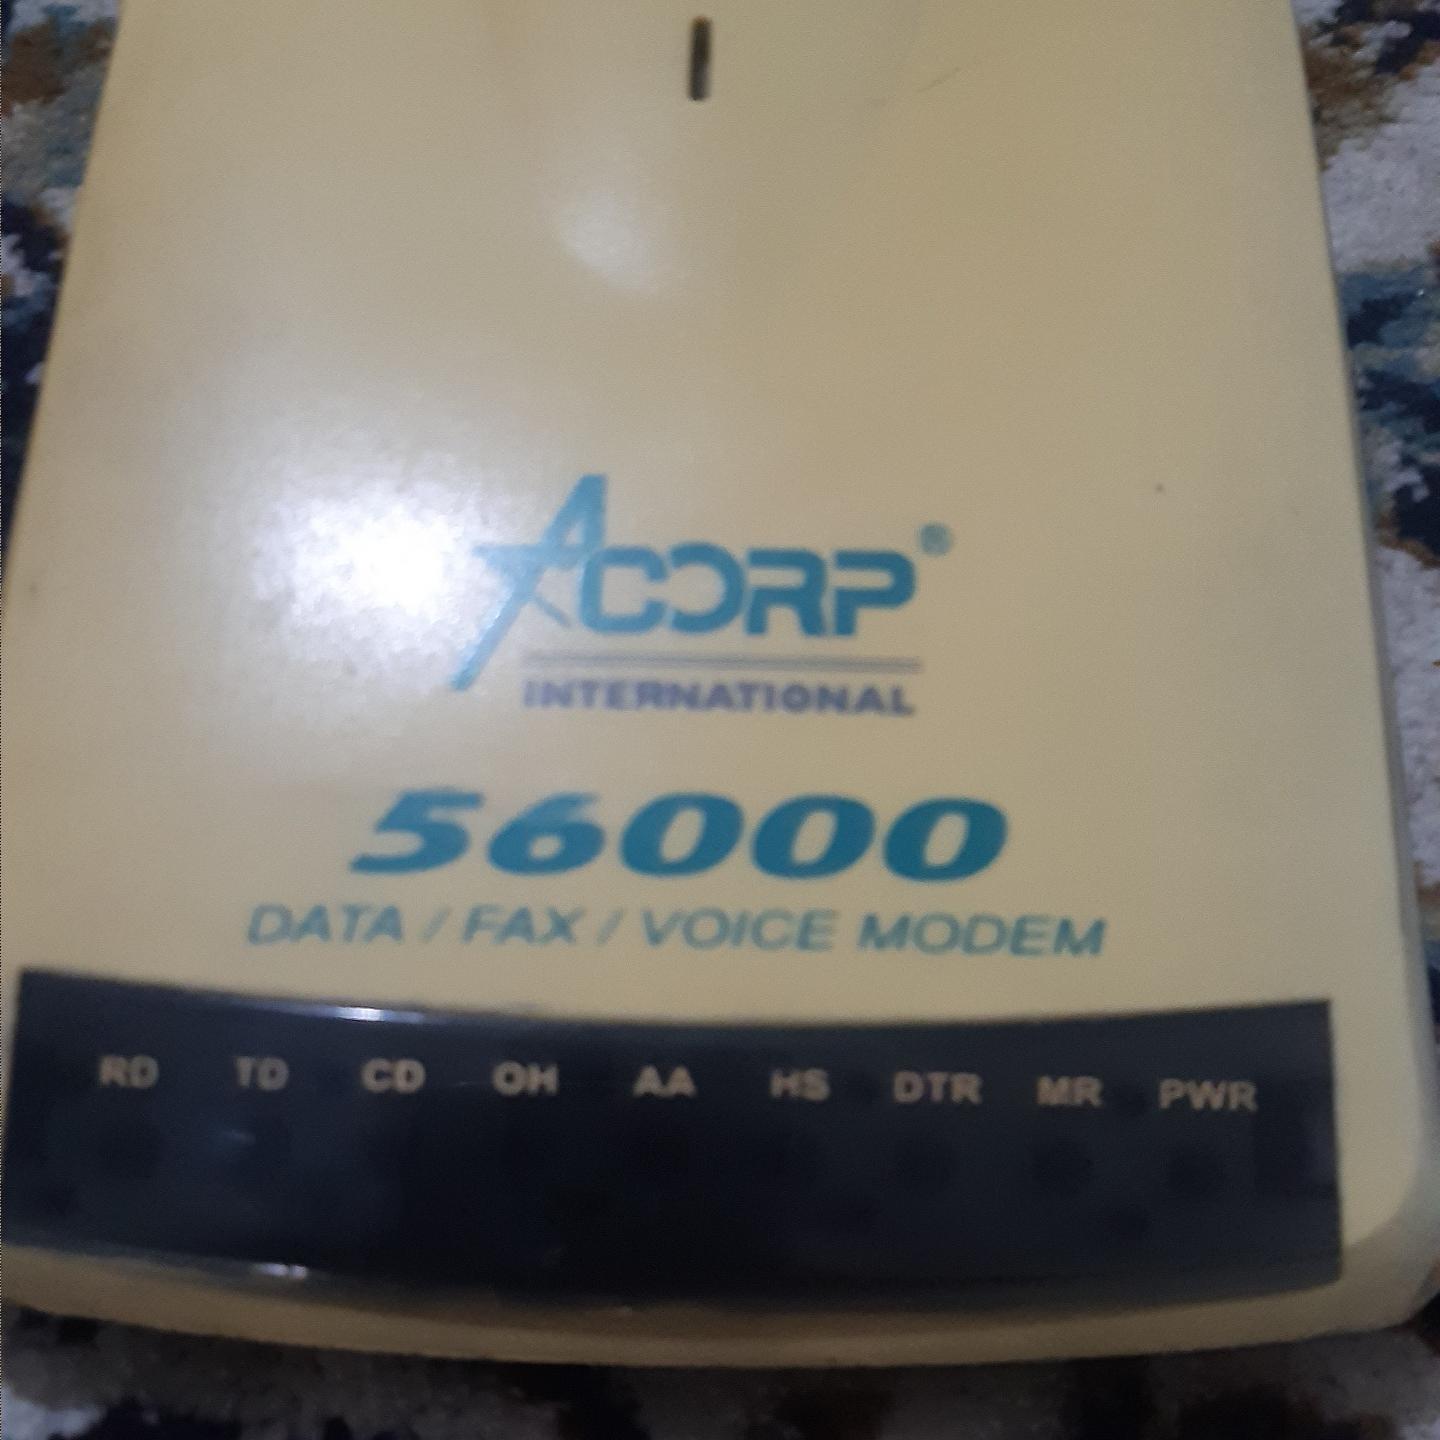 ACORP®
INTERNATIONAL
56000
DATA / FAX / VOICE MODEM
RD TD CD OH AA HS DTR MR PWR